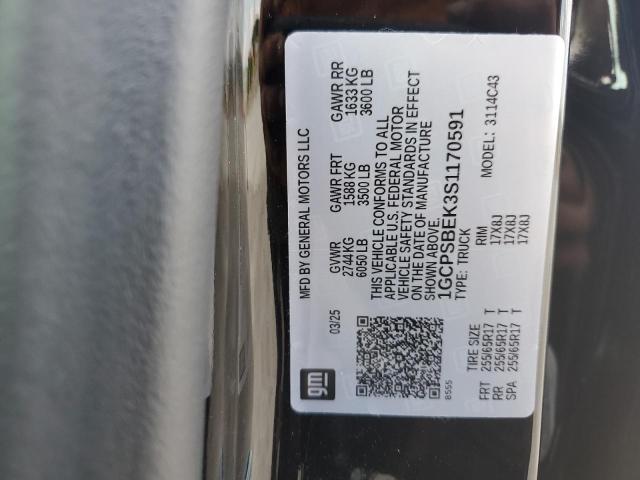 gm
03/25
MFD BY GENERAL MOTORS LLC
GVWR GAWR FRT GAWR RR
2744KG 1588 KG 1633 KG
6050 LB 3500 LB 3600 LB
THIS VEHICLE CONFORMS TO ALL
APPLICABLE U.S. FEDERAL MOTOR
VEHICLE SAFETY STANDARDS IN EFFECT
ON THE DATE OF MANUFACTURE
SHOWN ABOVE.
1GCPSBEK3S1170591
8555
TYPE: TRUCK MODEL: 3114C43
TIRE SIZE RIM
FRT 255/65R17 T 17X8J
RR 255/65R17 T 17X8J
SPA 255/65R17 T 17X8J